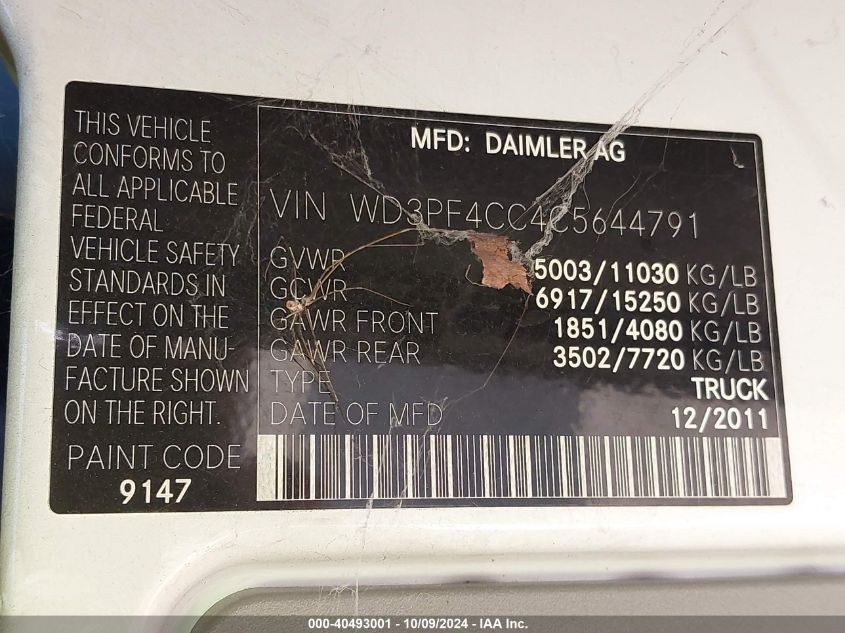 THIS VEHICLE
CONFORMS TO
ALL APPLICABLE
FEDERAL
VEHICLE SAFETY
STANDARDS IN
EFFECT ON THE
DATE OF MANU-
FACTURE SHOWN
ON THE RIGHT.
PAINT CODE
9147
MFD: DAIMLER AG
VIN WD3PF4CC4C5644791
GVWR 5003/11030 KG/LB
GCWR 6917/15250 KG/LB
GAWR FRONT 1851/4080 KG/LB
GAWR REAR 3502/7720 KG/LB
TYPE TRUCK
DATE OF MFD 12/2011
000-40493001 - 10/09/2024 - IAA Inc.